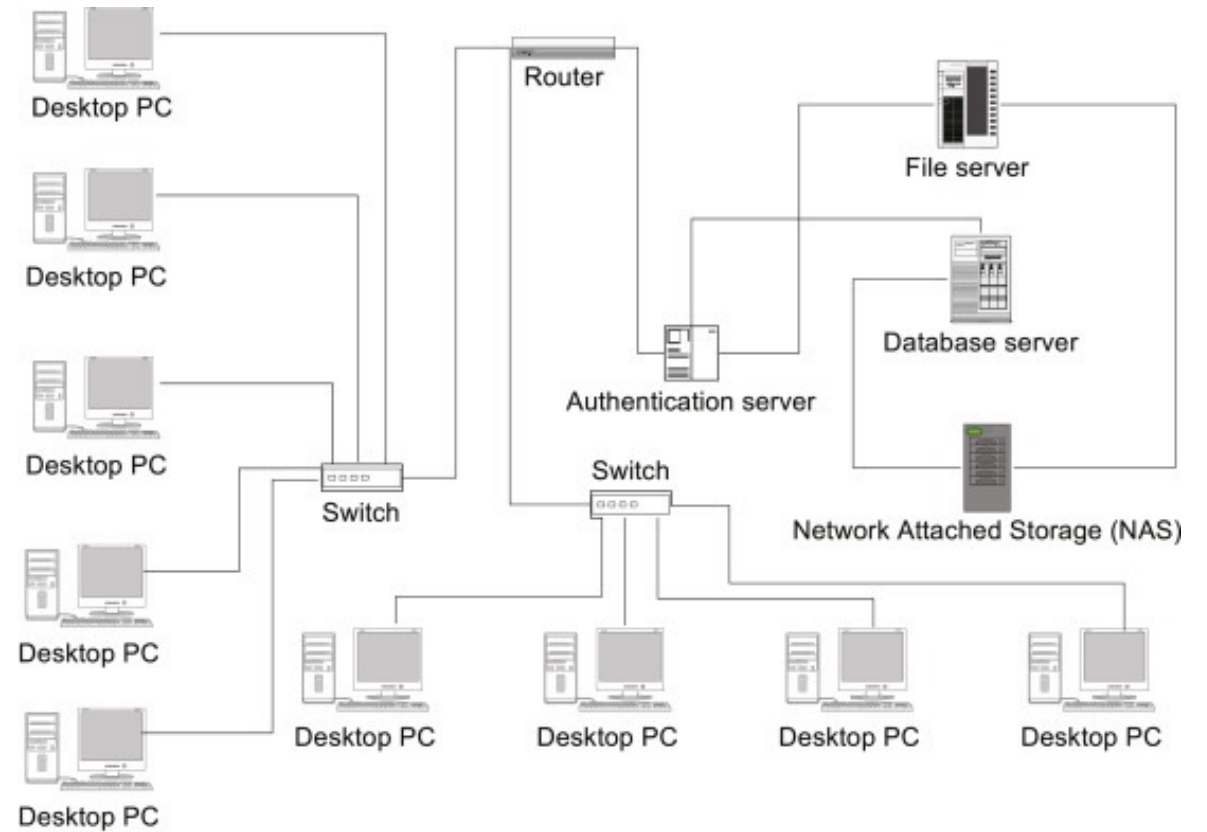 Desktop PC
Router
File server
Desktop PC
Database server
Authentication server
Desktop PC
Switch
Switch
Network Attached Storage (NAS)
Desktop PC
Desktop PC
Desktop PC
Desktop PC
Desktop PC
Desktop PC